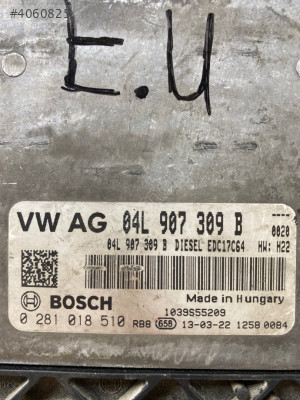 #4060825
E.U
VW AG 04L 907 309 B ----
0020
04L 907 309 B DIESEL EDC17C64 HW: H22
BOSCH
Made in Hungary
1039S55209
0 281 018 510 RB8 658 13-03-22 1258 0084